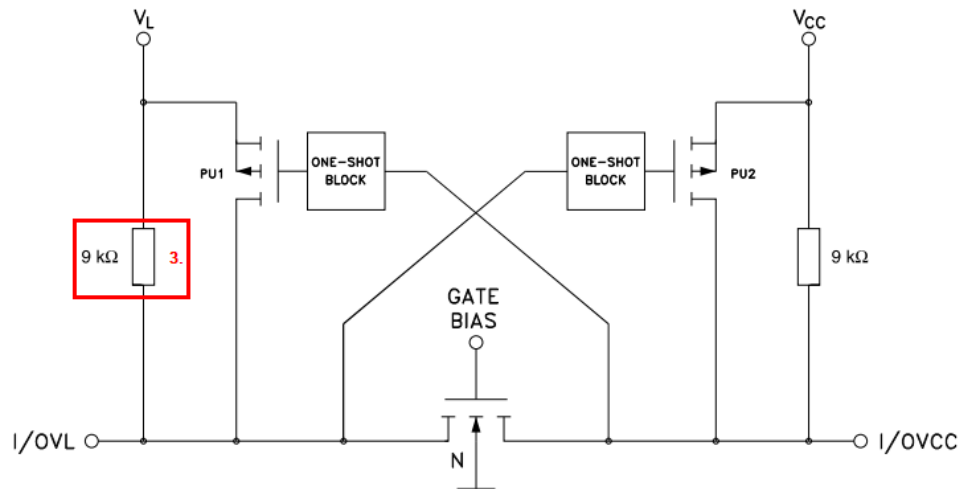 VL
VCC
PU1
ONE-SHOT
BLOCK
ONE-SHOT
BLOCK
PU2
9 kΩ
3.
9 kΩ
GATE
BIAS
I/OVL
N
I/OVCC